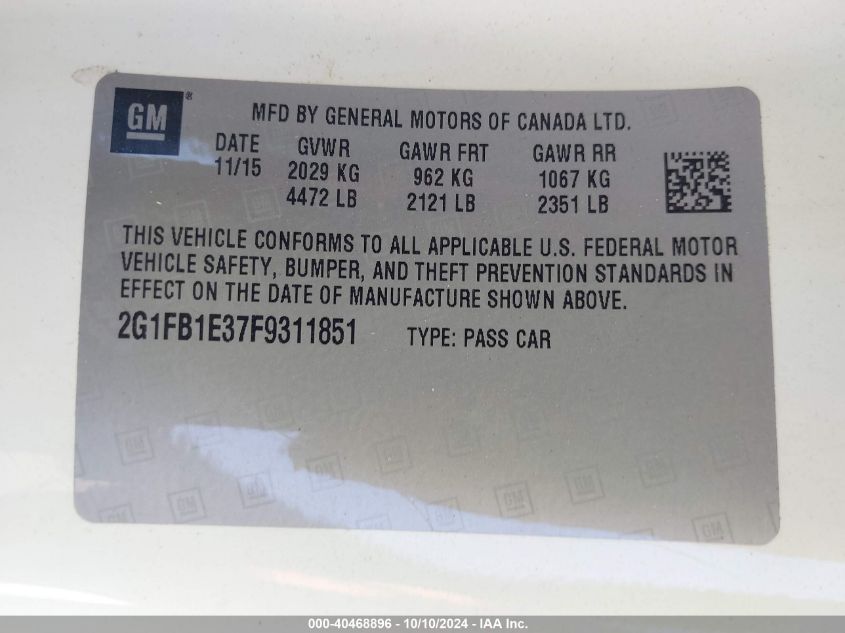 GM ®
MFD BY GENERAL MOTORS OF CANADA LTD.
DATE GVWR GAWR FRT GAWR RR
11/15 2029 KG 962 KG 1067 KG
4472 LB 2121 LB 2351 LB
THIS VEHICLE CONFORMS TO ALL APPLICABLE U.S. FEDERAL MOTOR
VEHICLE SAFETY, BUMPER, AND THEFT PREVENTION STANDARDS IN
EFFECT ON THE DATE OF MANUFACTURE SHOWN ABOVE.
2G1FB1E37F9311851 TYPE: PASS CAR
000-40468896 - 10/10/2024 - IAA Inc.